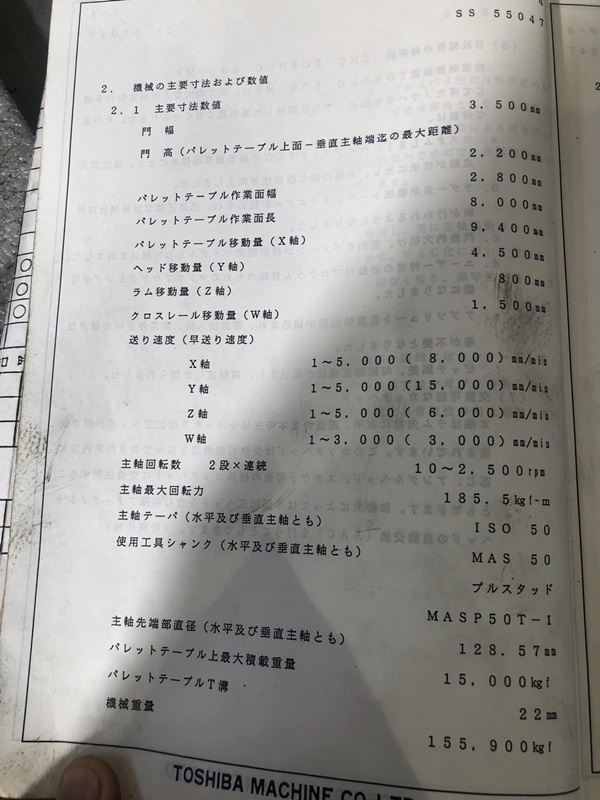 SS 55047
2. 機械の主要寸法および数値
2.1 主要寸法数値
門 幅 3,500mm
門 高(パレットテーブル上面-垂直主軸端迄の最大距離)
2,200mm
パレットテーブル作業面幅 2,800mm
パレットテーブル作業面長 8,000mm
パレットテーブル移動量(X軸) 9,400mm
ヘッド移動量(Y軸) 4,500mm
ラム移動量(Z軸) 800mm
クロスレール移動量(W軸) 1,500mm
送り速度(早送り速度)
X軸 1~5,000(8,000)mm/min
Y軸 1~5,000(15,000)mm/min
Z軸 1~5,000(6,000)mm/min
W軸 1~3,000(3,000)mm/min
主軸回転数 2段×連続 10~2,500rpm
主軸最大回転力 185.5kgf-m
主軸テーパ(水平及び垂直主軸とも) ISO 50
使用工具シャンク(水平及び垂直主軸とも) MAS 50
プルスタッド
MASP50T-I
主軸先端部直径(水平及び垂直主軸とも) 128.57mm
パレットテーブル上最大積載重量 15,000kgf
パレットテーブルT溝 22mm
機械重量 155,900kgf
TOSHIBA MACHINE CO.,LTD